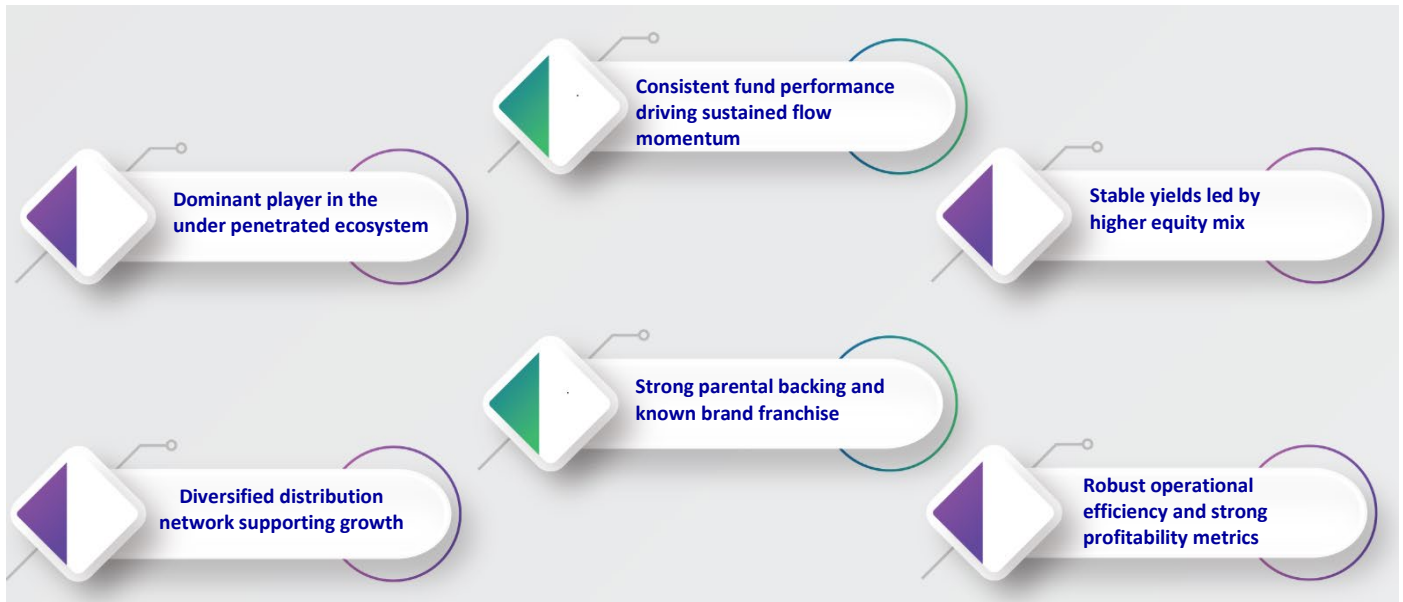 Consistent fund performance
driving sustained flow
momentum
Dominant player in the
under penetrated ecosystem
Stable yields led by
higher equity mix
Strong parental backing and
known brand franchise
Diversified distribution
network supporting growth
Robust operational
efficiency and strong
profitability metrics